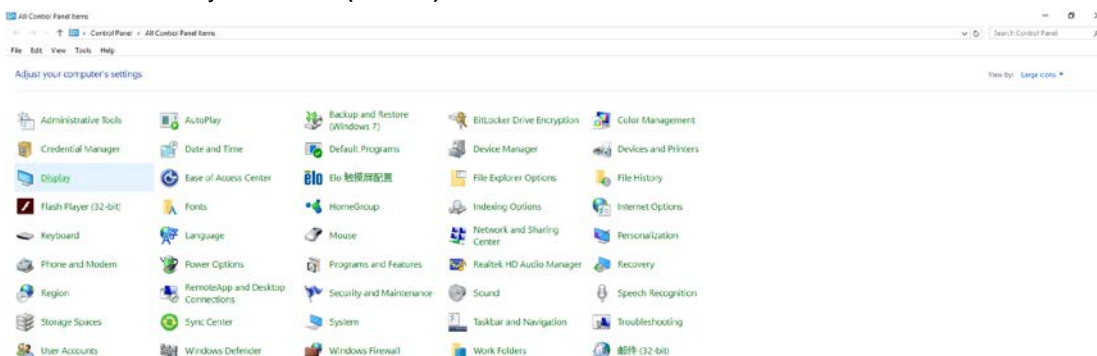 All Control Panel Items
Control Panel › All Control Panel Items
Search Control Panel
File Edit View Tools Help
Adjust your computer's settings
View by: Large icons
Administrative Tools
AutoPlay
Backup and Restore
(Windows 7)
BitLocker Drive Encryption
Color Management
Credential Manager
Date and Time
Default Programs
Device Manager
Devices and Printers
Display
Ease of Access Center
elo Elo 触摸屏配置
File Explorer Options
File History
Flash Player (32-bit)
Fonts
HomeGroup
Indexing Options
Internet Options
Keyboard
Language
Mouse
Network and Sharing
Center
Personalization
Phone and Modem
Power Options
Programs and Features
Realtek HD Audio Manager
Recovery
Region
RemoteApp and Desktop
Connections
Security and Maintenance
Sound
Speech Recognition
Storage Spaces
Sync Center
System
Taskbar and Navigation
Troubleshooting
User Accounts
Windows Defender
Windows Firewall
Work Folders
邮件 (32-bit)